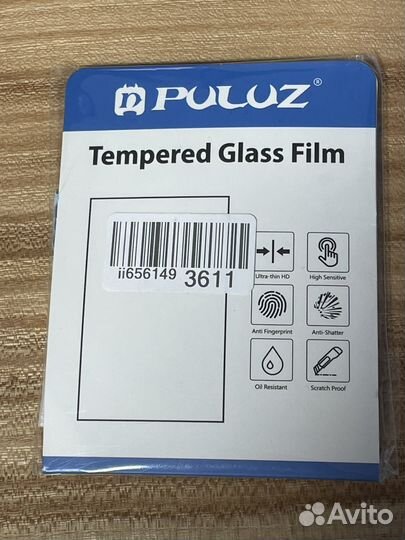 PULUZ®
Tempered Glass Film
ii656149 3611
Ultra-thin HD
High Sensitive
Anti Fingerprint
Anti-Shatter
Oil Resistant
Scratch Proof
Avito